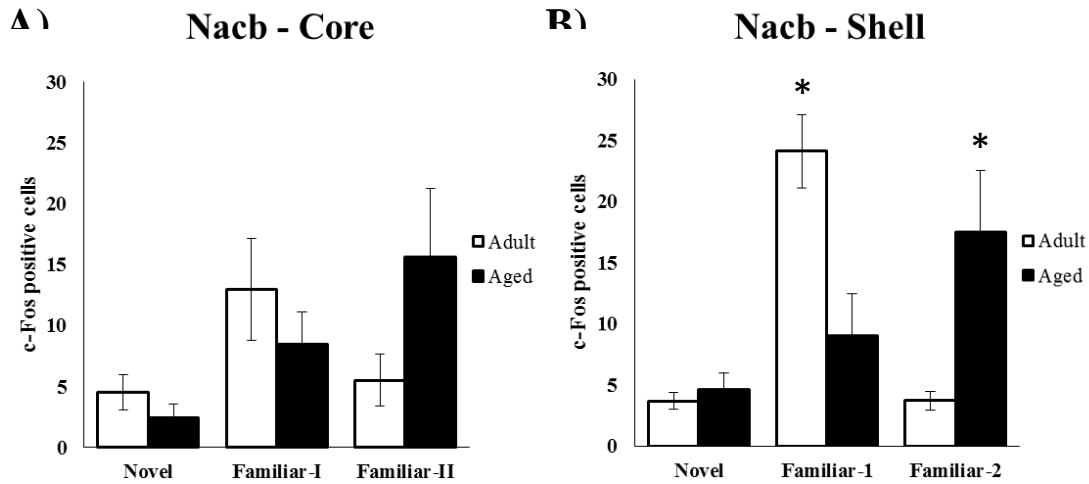 A)
Nacb - Core
30
25
20
15
10
5
0
c-Fos positive cells
Adult
Aged
Novel Familiar-I Familiar-II
B)
Nacb - Shell
30
25
20
15
10
5
0
c-Fos positive cells
*
*
Adult
Aged
Novel Familiar-1 Familiar-2